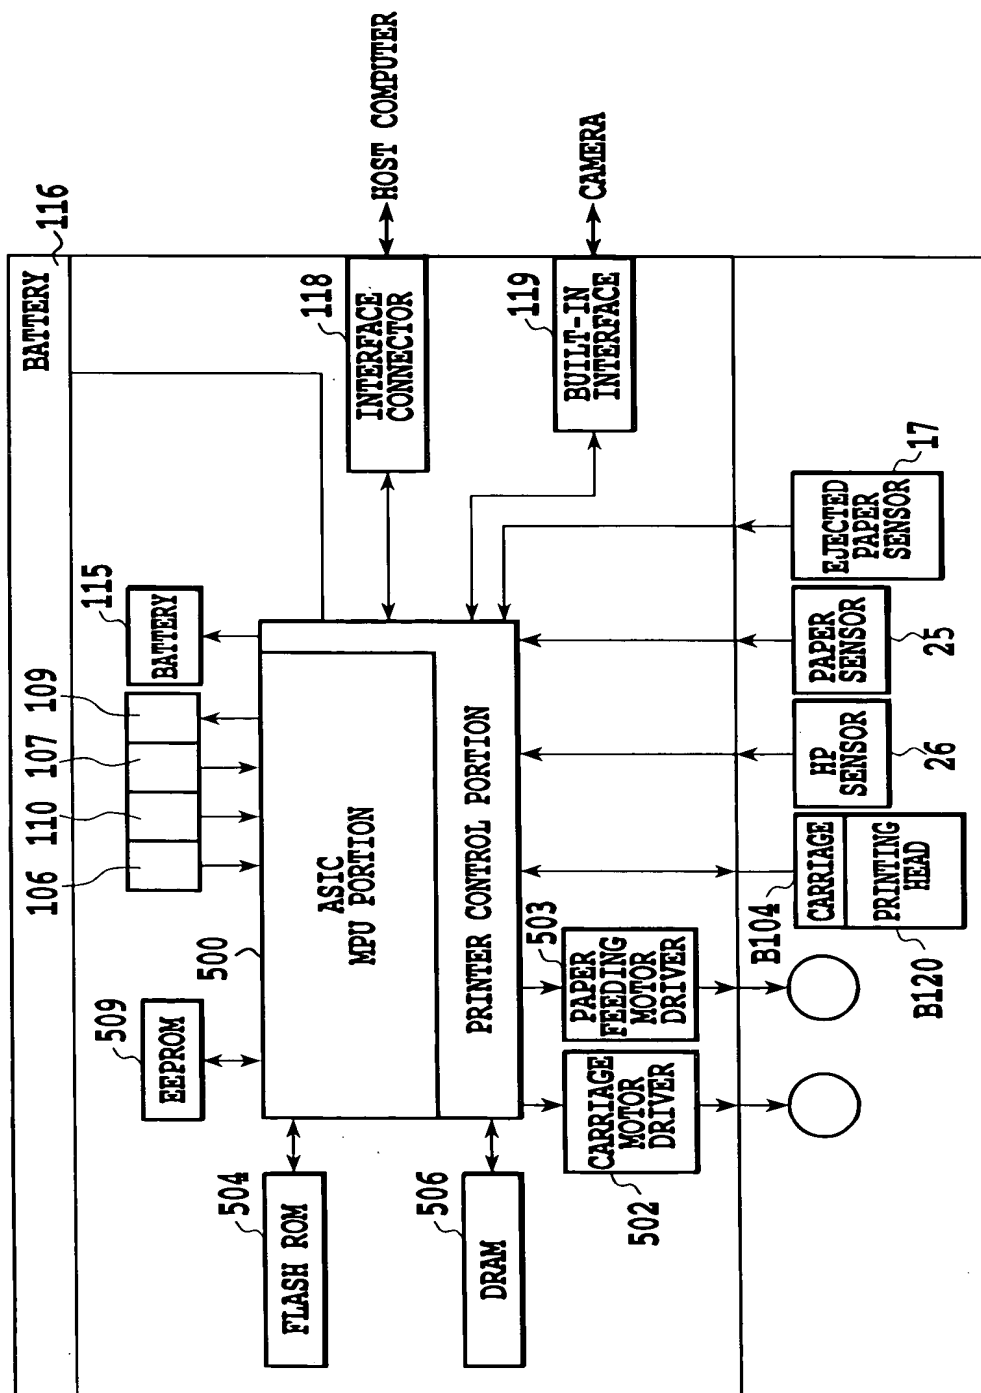 BATTERY
116
509
EEPROM
106
110
107
109
115
BATTERY
504
FLASH ROM
500
ASIC
MPU PORTION
118
INTERFACE
CONNECTOR
HOST COMPUTER
506
DRAM
PRINTER CONTROL PORTION
119
BUILT-IN
INTERFACE
CAMERA
CARRIAGE
MOTOR
DRIVER
502
503
PAPER
FEEDING
MOTOR
DRIVER
B104
CARRIAGE
PRINTING
HEAD
B120
HP
SENSOR
26
PAPER
SENSOR
25
EJECTED
PAPER
SENSOR
17